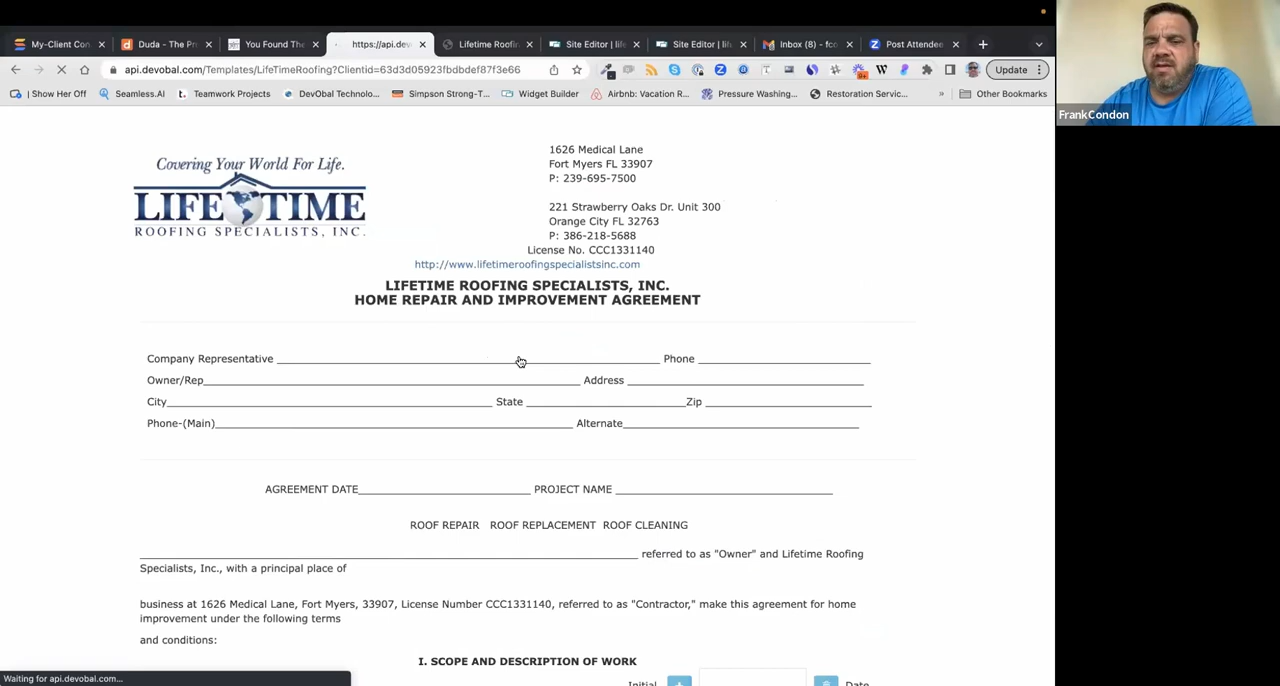 My-Client Con
Duda - The Pr
You Found The
https://api.dev
Lifetime Roofin
Site Editor | life
Site Editor | life
Inbox (8) - fco
Post Attendee
api.devobal.com/Templates/LifeTimeRoofing?Clientid=63d3d05923fbdbdef87f3e66
Update
| Show Her Off
Seamless.AI
Teamwork Projects
DevObal Technolo...
Simpson Strong-T...
Widget Builder
Airbnb: Vacation R...
Pressure Washing...
Restoration Servic...
»
Other Bookmarks
FrankCondon
Covering Your World For Life.
LIFETIME
ROOFING SPECIALISTS, INC.
1626 Medical Lane
Fort Myers FL 33907
P: 239-695-7500
221 Strawberry Oaks Dr. Unit 300
Orange City FL 32763
P: 386-218-5688
License No. CCC1331140
http://www.lifetimeroofingspecialistsinc.com
LIFETIME ROOFING SPECIALISTS, INC.
HOME REPAIR AND IMPROVEMENT AGREEMENT
Company Representative Phone
Owner/Rep Address
City State Zip
Phone-(Main) Alternate
AGREEMENT DATE PROJECT NAME
ROOF REPAIR ROOF REPLACEMENT ROOF CLEANING
referred to as "Owner" and Lifetime Roofing
Specialists, Inc., with a principal place of
business at 1626 Medical Lane, Fort Myers, 33907, License Number CCC1331140, referred to as "Contractor," make this agreement for home
improvement under the following terms
and conditions:
I. SCOPE AND DESCRIPTION OF WORK
Initial Date
Waiting for api.devobal.com...